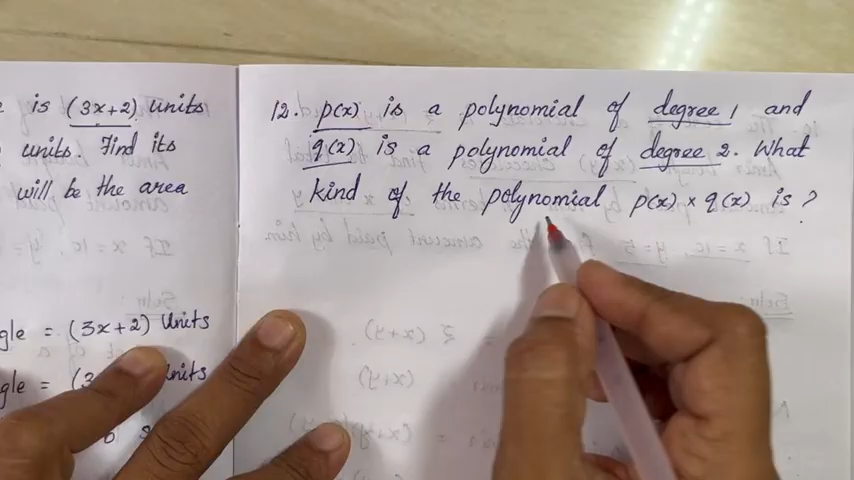 e is (3x+2) units
units. Find its
will be the area
gle = (3x+2) Units
gle = (3 Units
12. p(x) is a polynomial of degree 1 and
q(x) is a polynomial of degree 2. What
kind of the polynomial p(x) × q(x) is ?